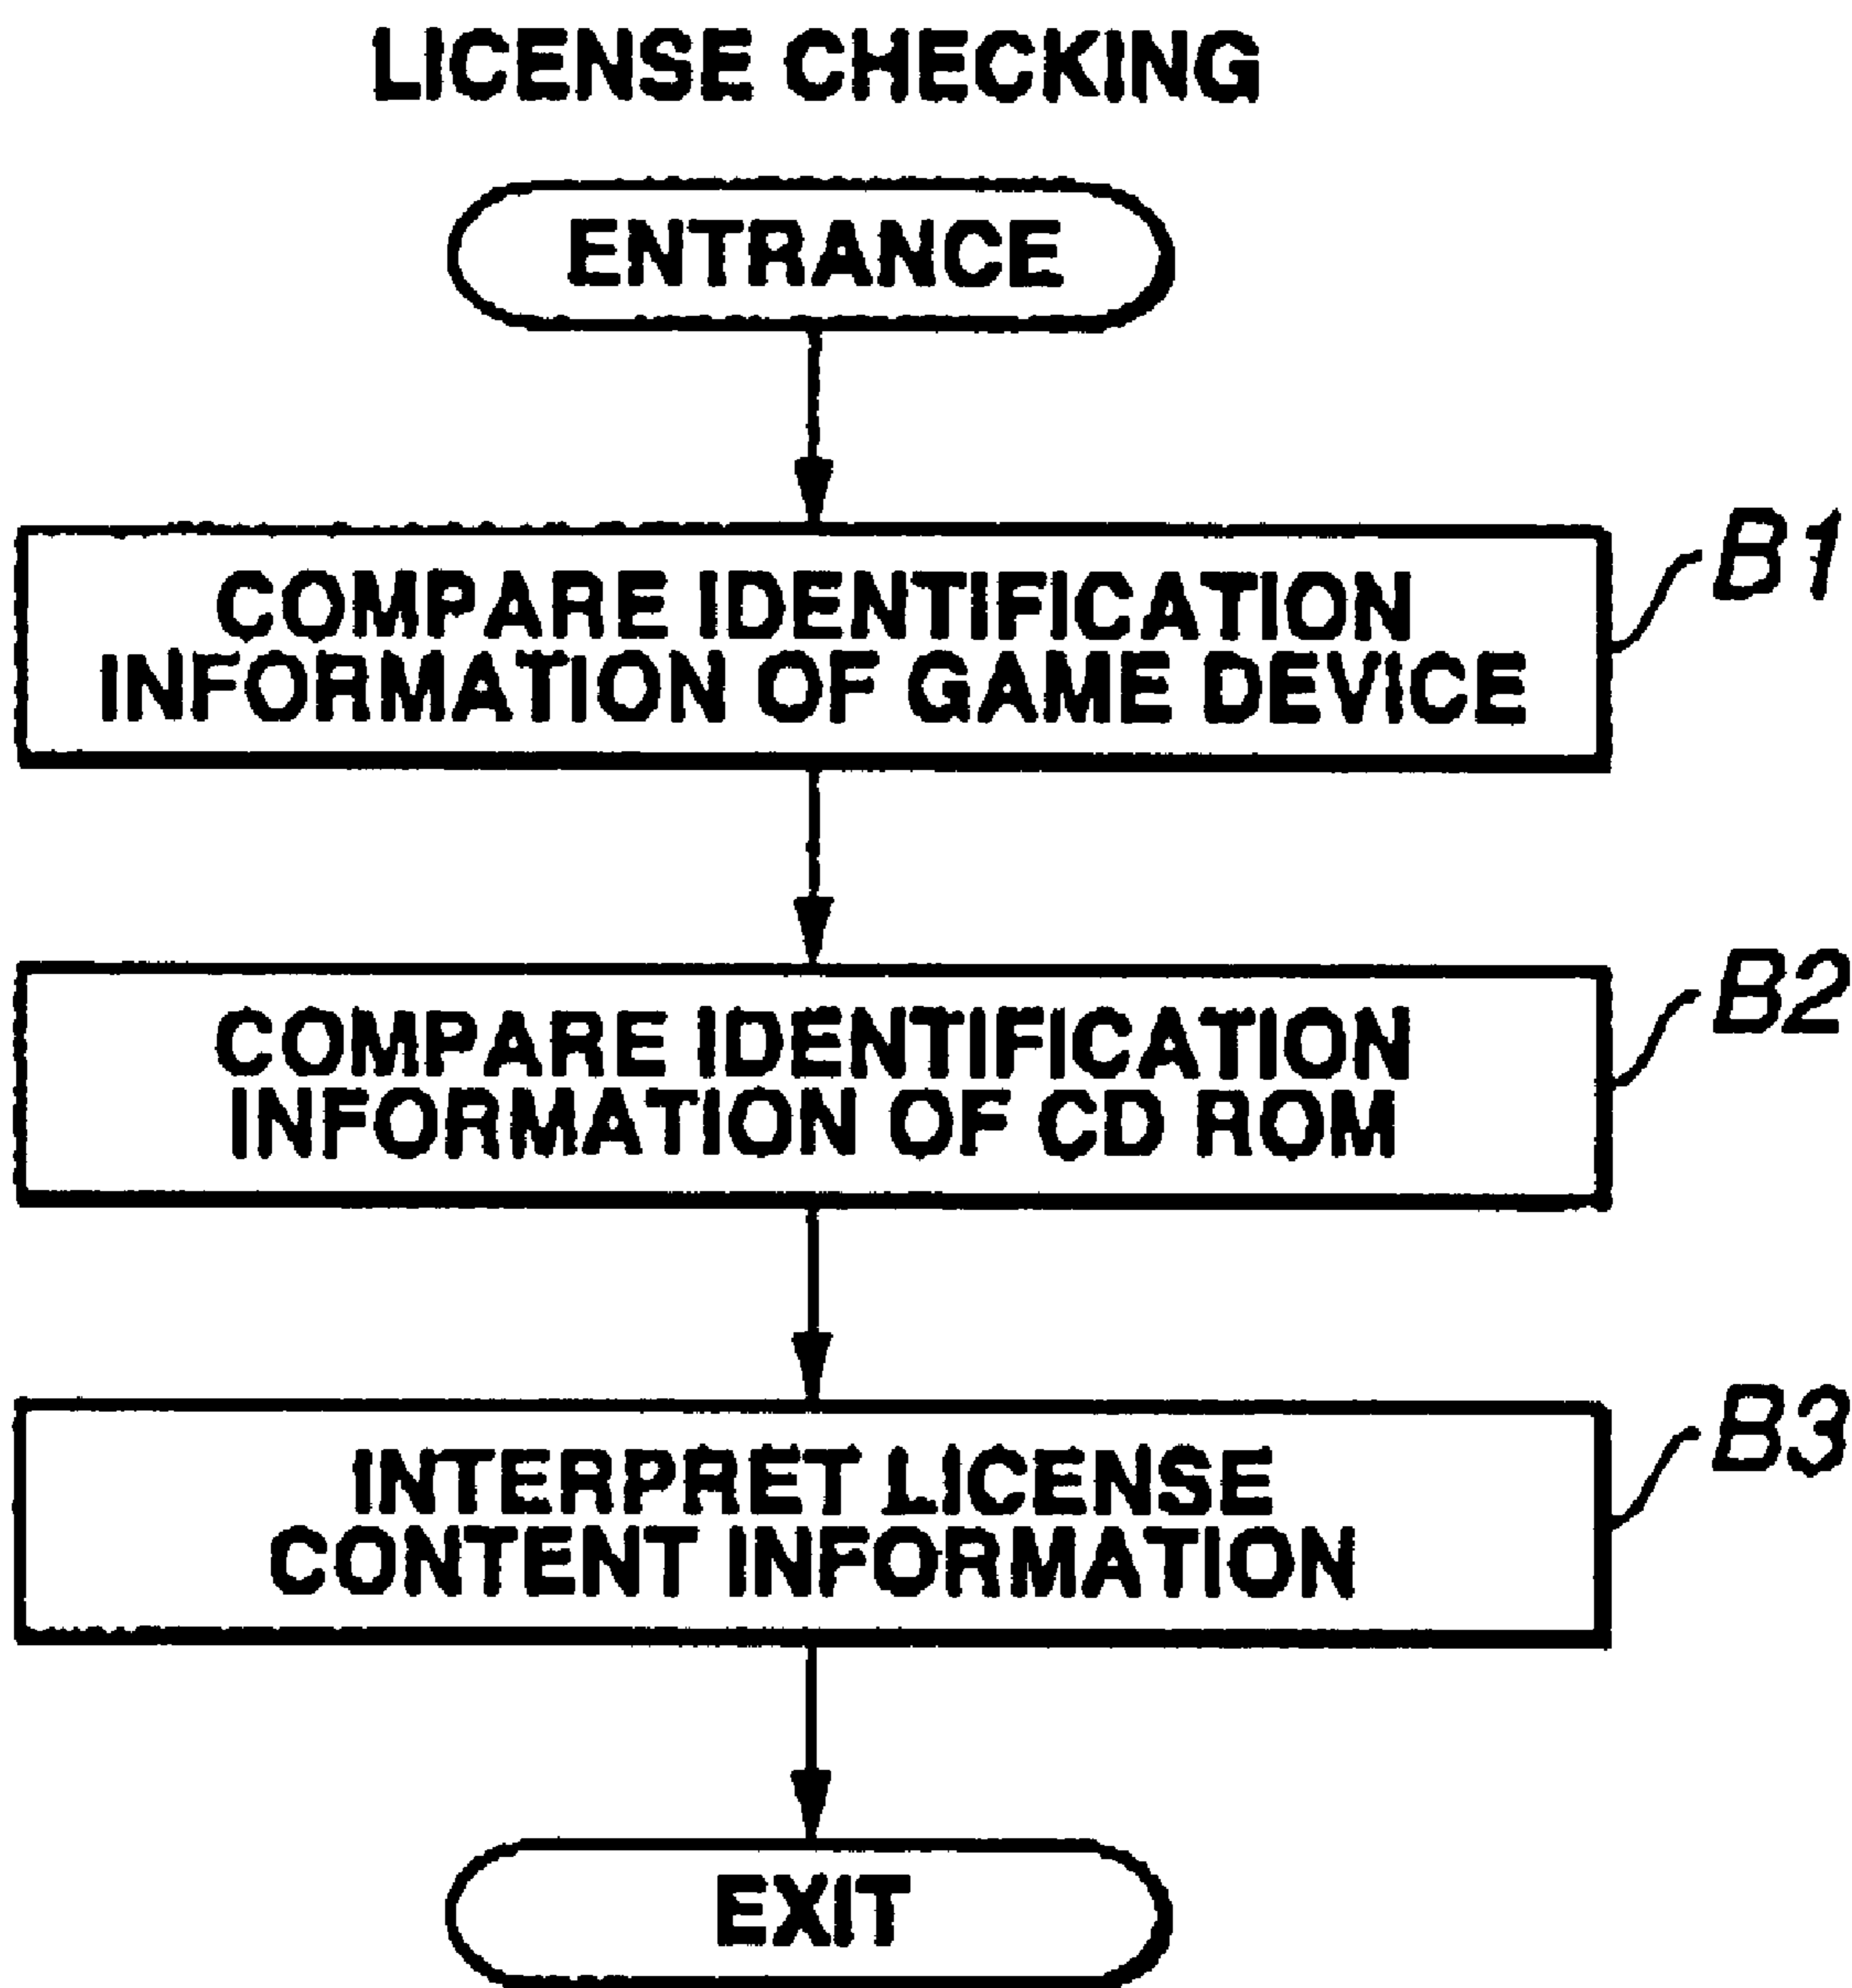 LICENSE CHECKING
ENTRANCE
COMPARE IDENTIFICATION
INFORMATION OF GAME DEVICE
B1
COMPARE IDENTIFICATION
INFORMATION OF CD ROM
B2
INTERPRET LICENSE
CONTENT INFORMATION
B3
EXIT